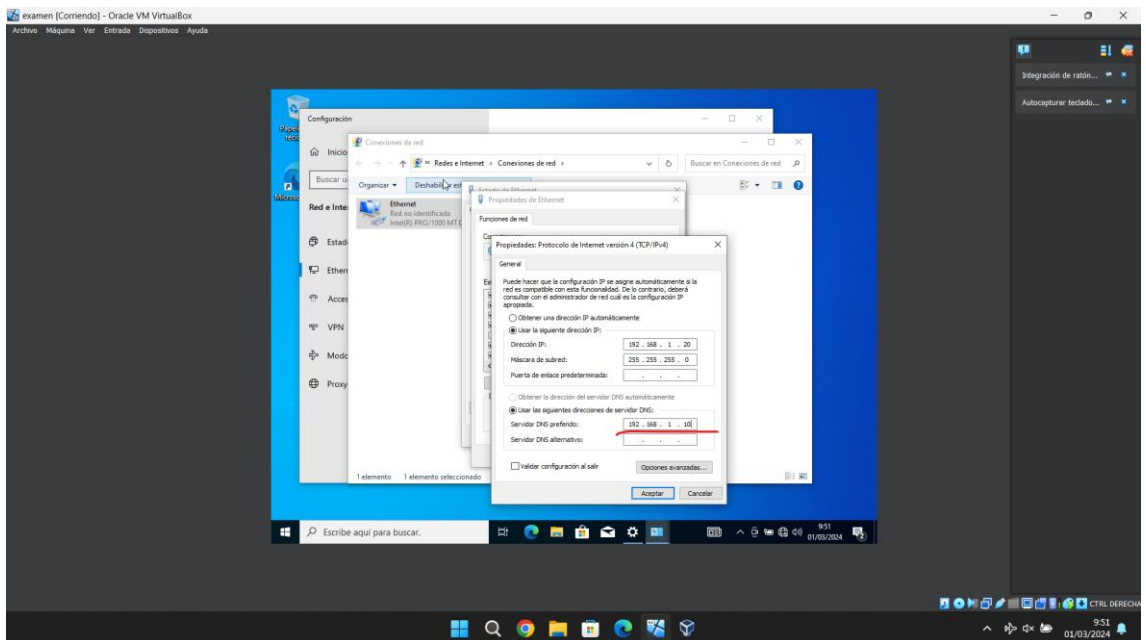 examen [Corriendo] - Oracle VM VirtualBox
Archivo Máquina Ver Entrada Dispositivos Ayuda
Integración de ratón...
Autocapturar teclado...
Configuración
Conexiones de red
Inicio
Redes e Internet > Conexiones de red >
Buscar en Conexiones de red
Buscar u
Organizar Deshabilitar est
Estado de Ethernet
Propiedades de Ethernet
Red e Inte
Ethernet
Red no identificada
Intel(R) PRO/1000 MT
Funciones de red
Estad
Ether
Acces
VPN
Modo
Proxy
Propiedades: Protocolo de Internet versión 4 (TCP/IPv4)
General
Puede hacer que la configuración IP se asigne automáticamente si la
red es compatible con esta funcionalidad. De lo contrario, deberá
consultar con el administrador de red cuál es la configuración IP
apropiada.
Obtener una dirección IP automáticamente
Usar la siguiente dirección IP:
Dirección IP: 192 . 168 . 1 . 20
Máscara de subred: 255 . 255 . 255 . 0
Puerta de enlace predeterminada: . . .
Obtener la dirección del servidor DNS automáticamente
Usar las siguientes direcciones de servidor DNS:
Servidor DNS preferido: 192 . 168 . 1 . 10
Servidor DNS alternativo: . . .
Validar configuración al salir
Opciones avanzadas...
Aceptar Cancelar
1 elemento 1 elemento seleccionado
Escribe aquí para buscar.
9:51
01/03/2024
CTRL DERECHA
9:51
01/03/2024